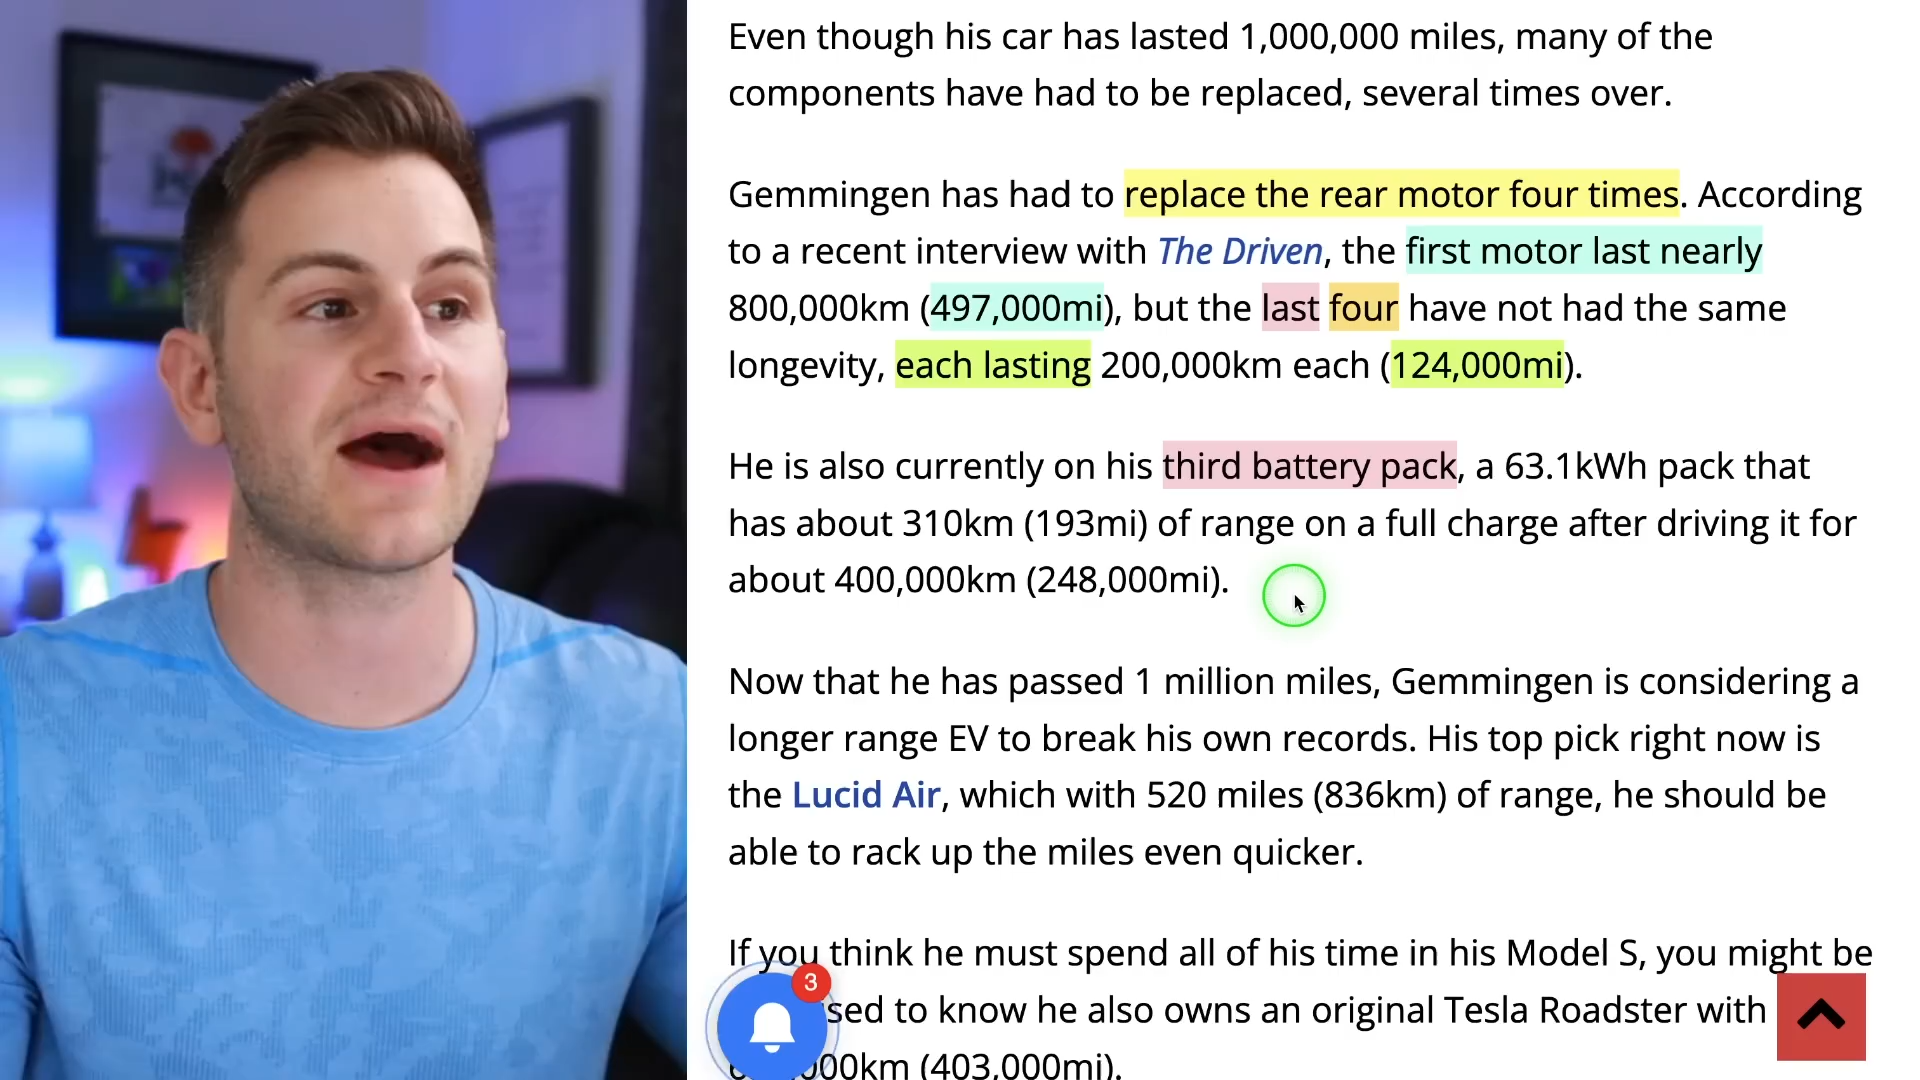 Even though his car has lasted 1,000,000 miles, many of the
components have had to be replaced, several times over.
Gemmingen has had to replace the rear motor four times. According
to a recent interview with The Driven, the first motor last nearly
800,000km (497,000mi), but the last four have not had the same
longevity, each lasting 200,000km each (124,000mi).
He is also currently on his third battery pack, a 63.1kWh pack that
has about 310km (193mi) of range on a full charge after driving it for
about 400,000km (248,000mi).
Now that he has passed 1 million miles, Gemmingen is considering a
longer range EV to break his own records. His top pick right now is
the Lucid Air, which with 520 miles (836km) of range, he should be
able to rack up the miles even quicker.
If you think he must spend all of his time in his Model S, you might be
to know he also owns an original Tesla Roadster with
(403,000mi).
3